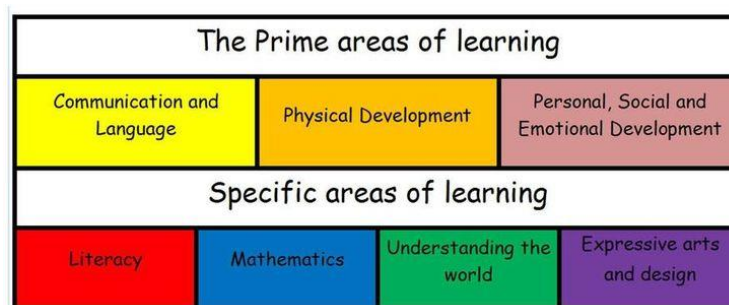 The Prime areas of learning
Communication and
Language
Physical Development
Personal, Social and
Emotional Development
Specific areas of learning
Literacy
Mathematics
Understanding the
world
Expressive arts
and design